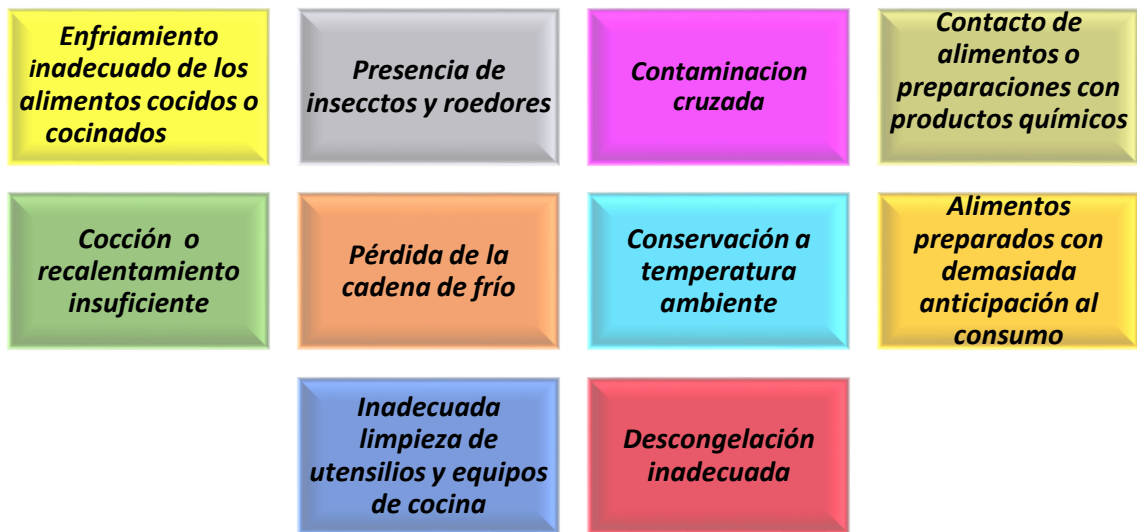 Enfriamiento
inadecuado de los
alimentos cocidos o
cocinados
Presencia de
insecctos y roedores
Contaminacion
cruzada
Contacto de
alimentos o
preparaciones con
productos químicos
Cocción o
recalentamiento
insuficiente
Pérdida de la
cadena de frío
Conservación a
temperatura
ambiente
Alimentos
preparados con
demasiada
anticipación al
consumo
Inadecuada
limpieza de
utensilios y equipos
de cocina
Descongelación
inadecuada